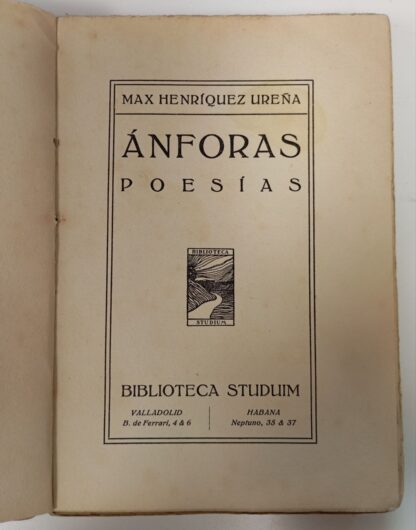 MAX HENRÍQUEZ UREÑA
ÁNFORAS
POESÍAS
BIBLIOTECA
STUDIUM
BIBLIOTECA STUDUIM
VALLADOLID
B. de Ferrari, 4 & 6
HABANA
Neptuno, 35 & 37